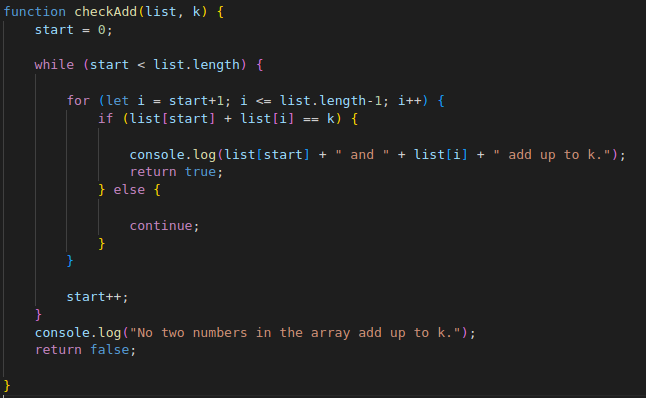 function checkAdd(list, k) {
    start = 0;

    while (start < list.length) {

        for (let i = start+1; i <= list.length-1; i++) {
            if (list[start] + list[i] == k) {

                console.log(list[start] + " and " + list[i] + " add up to k.");
                return true;
            } else {

                continue;
            }
        }

        start++;
    }
    console.log("No two numbers in the array add up to k.");
    return false;

}